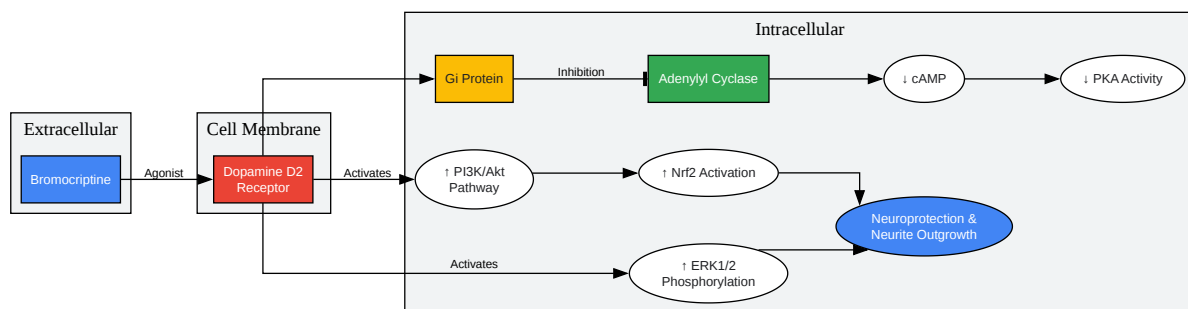 Intracellular
Gi Protein
Inhibition
Adenylyl Cyclase
↓ cAMP
↓ PKA Activity
Extracellular
Cell Membrane
Bromocriptine
Agonist
Dopamine D2
Receptor
Activates
↑ PI3K/Akt
Pathway
↑ Nrf2 Activation
Neuroprotection &
Neurite Outgrowth
Activates
↑ ERK1/2
Phosphorylation